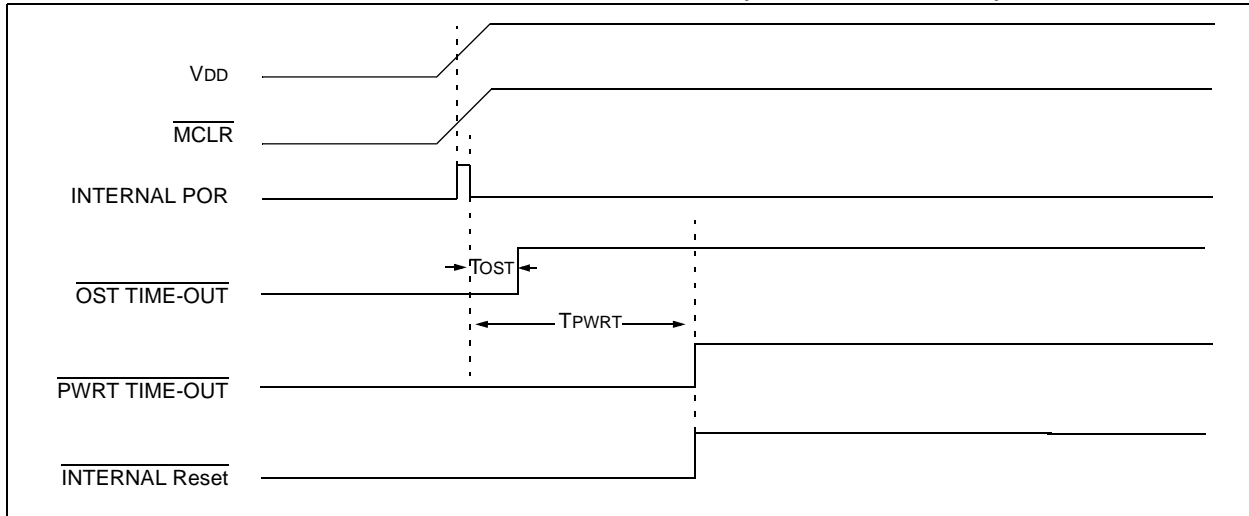 VDD
MCLR
INTERNAL POR
TOST
OST TIME-OUT
TPWRT
PWRT TIME-OUT
INTERNAL Reset